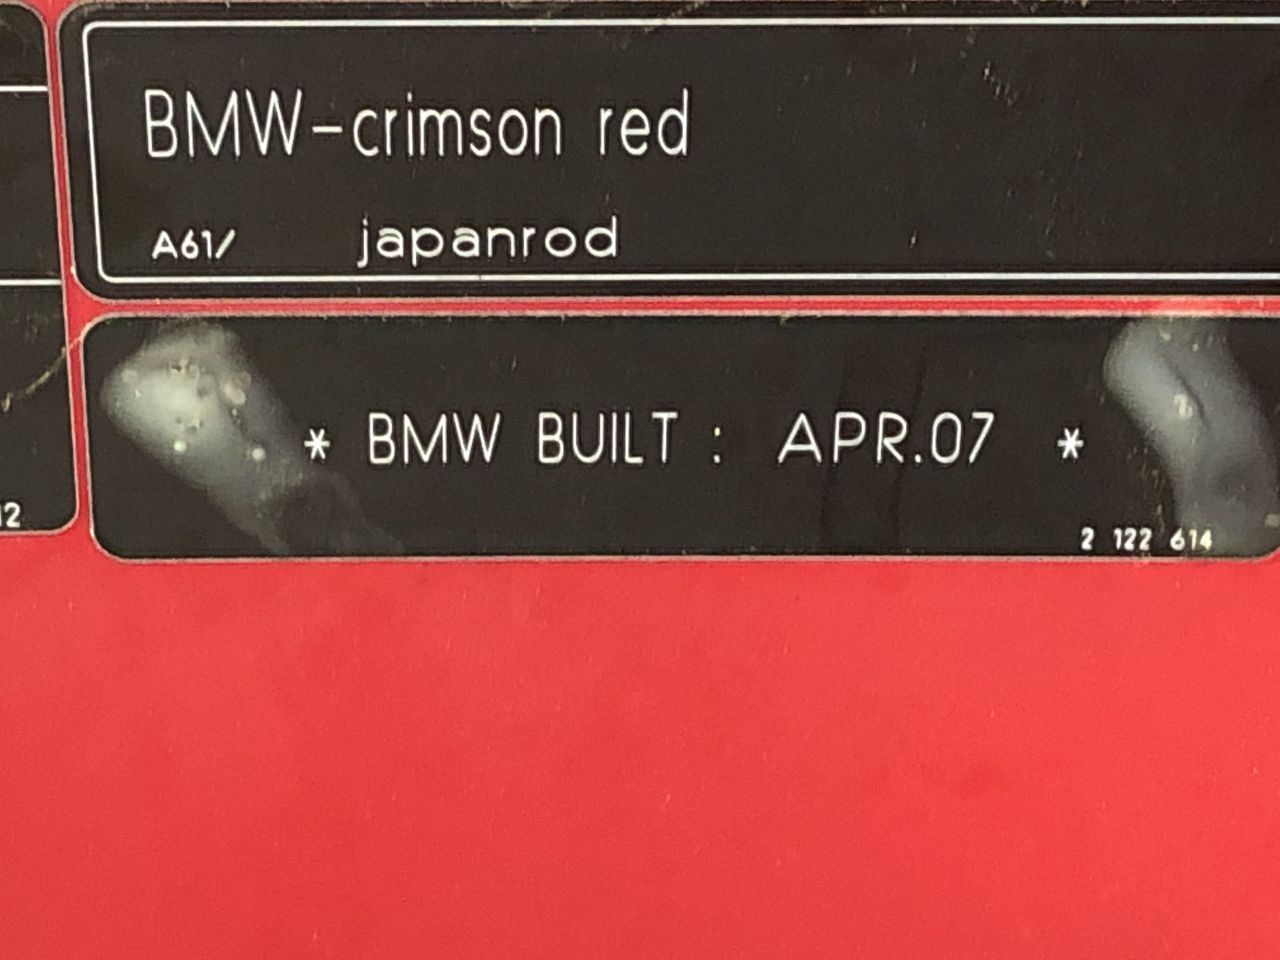 BMW-crimson red
A61/ japanrod
* BMW BUILT : APR.07 *
2 122 614
12